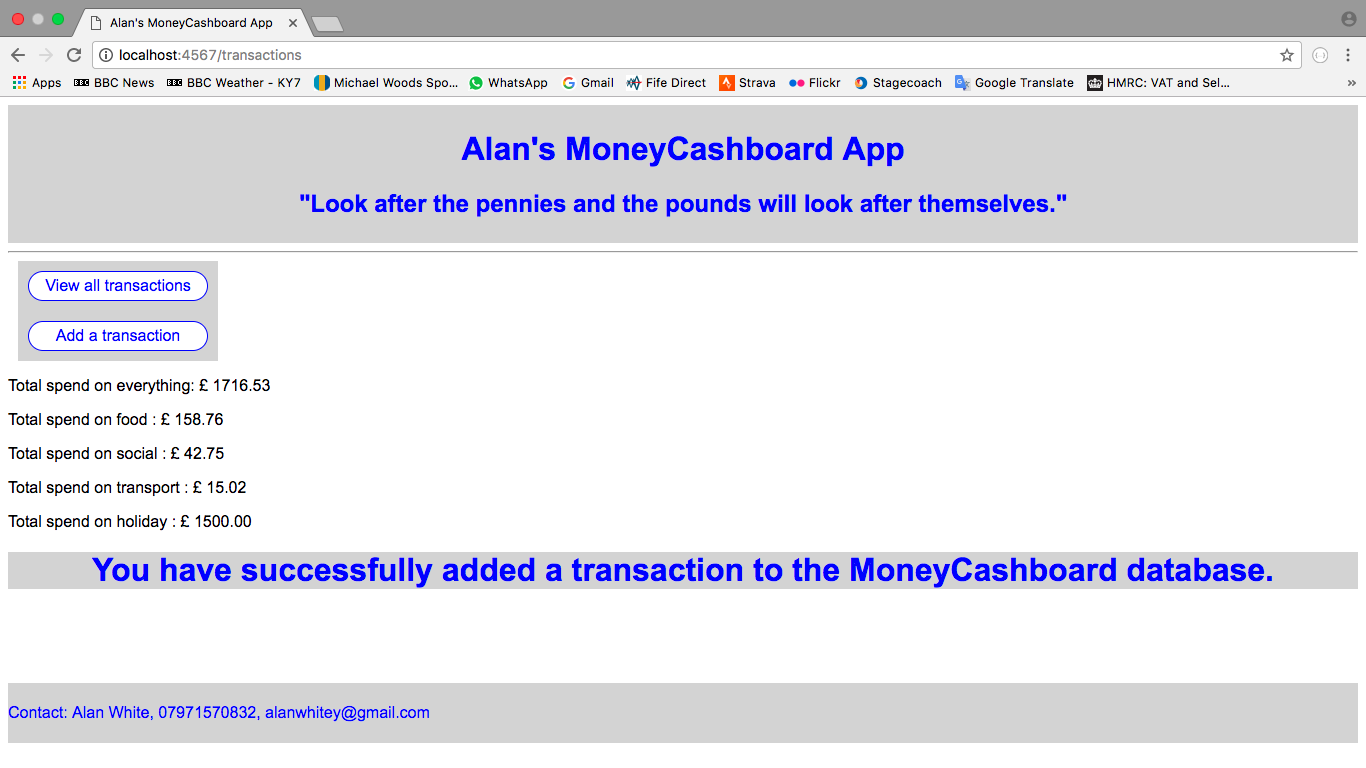 Alan's MoneyCashboard App
localhost:4567/transactions
Apps BBC News BBC Weather - KY7 Michael Woods Spo... WhatsApp Gmail Fife Direct Strava Flickr Stagecoach Google Translate HMRC: VAT and Sel... »
Alan's MoneyCashboard App
"Look after the pennies and the pounds will look after themselves."
View all transactions
Add a transaction
Total spend on everything: £ 1716.53
Total spend on food : £ 158.76
Total spend on social : £ 42.75
Total spend on transport : £ 15.02
Total spend on holiday : £ 1500.00
You have successfully added a transaction to the MoneyCashboard database.
Contact: Alan White, 07971570832, alanwhitey@gmail.com